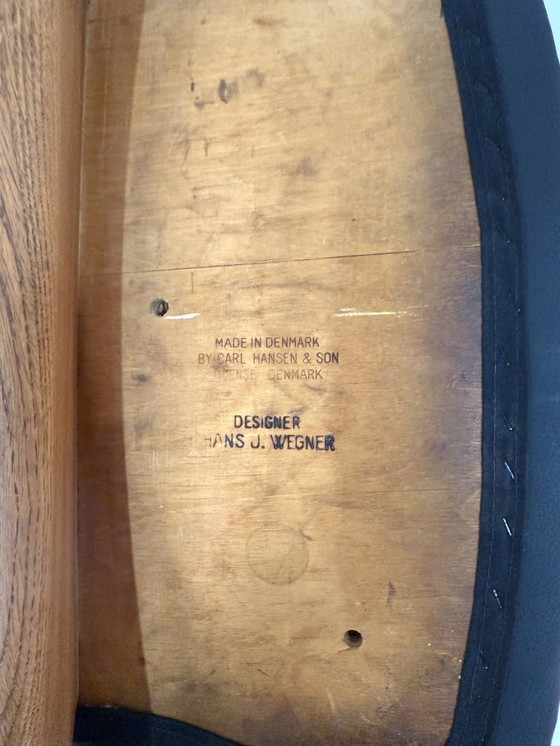 MADE IN DENMARK
BY CARL HANSEN & SON
DENMARK
DESIGNER
HANS J. WEGNER